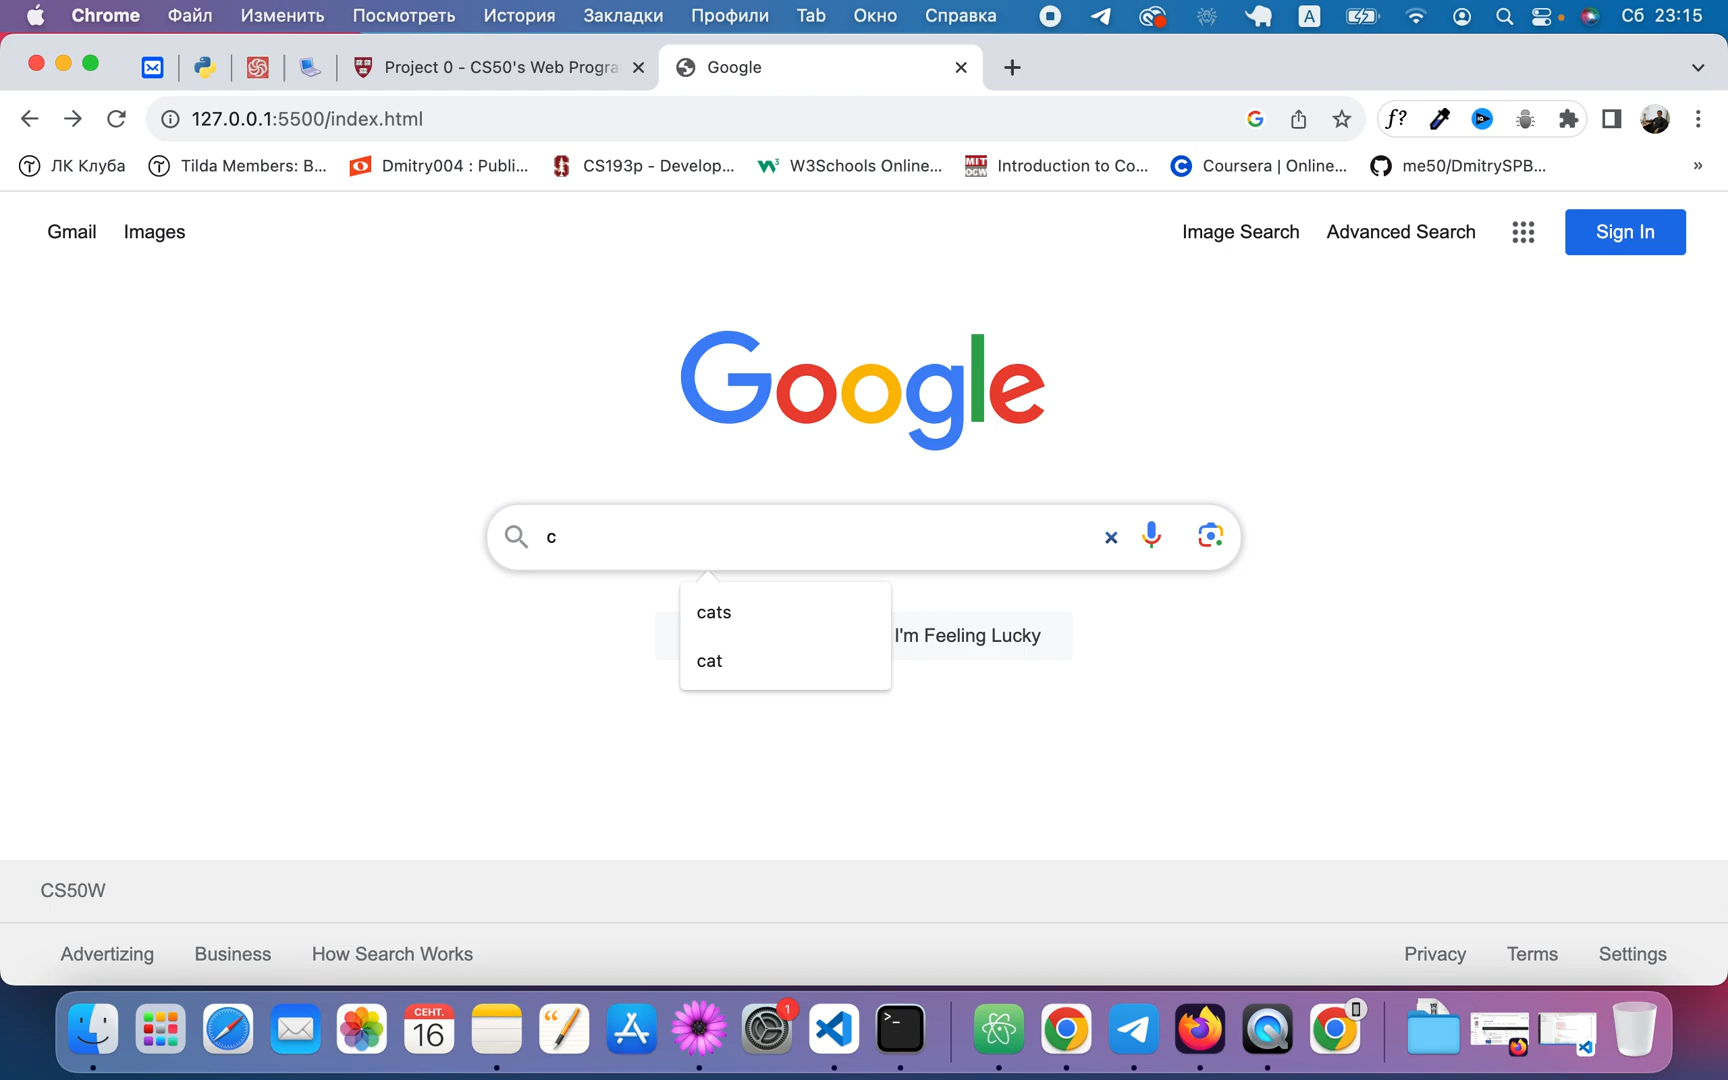 Chrome Файл Изменить Посмотреть История Закладки Профили Tab Окно Справка A Сб 23:15
Project 0 - CS50's Web Progra Google
127.0.0.1:5500/index.html f?
ЛК Клуба Tilda Members: B... Dmitry004 : Publi... CS193p - Develop... W3Schools Online... MIT OCW Introduction to Co... Coursera | Online... me50/DmitrySPB... »
Gmail Images Image Search Advanced Search Sign In
Google
c
cats
I'm Feeling Lucky
cat
CS50W
Advertizing Business How Search Works Privacy Terms Settings
СЕНТ. 1
16